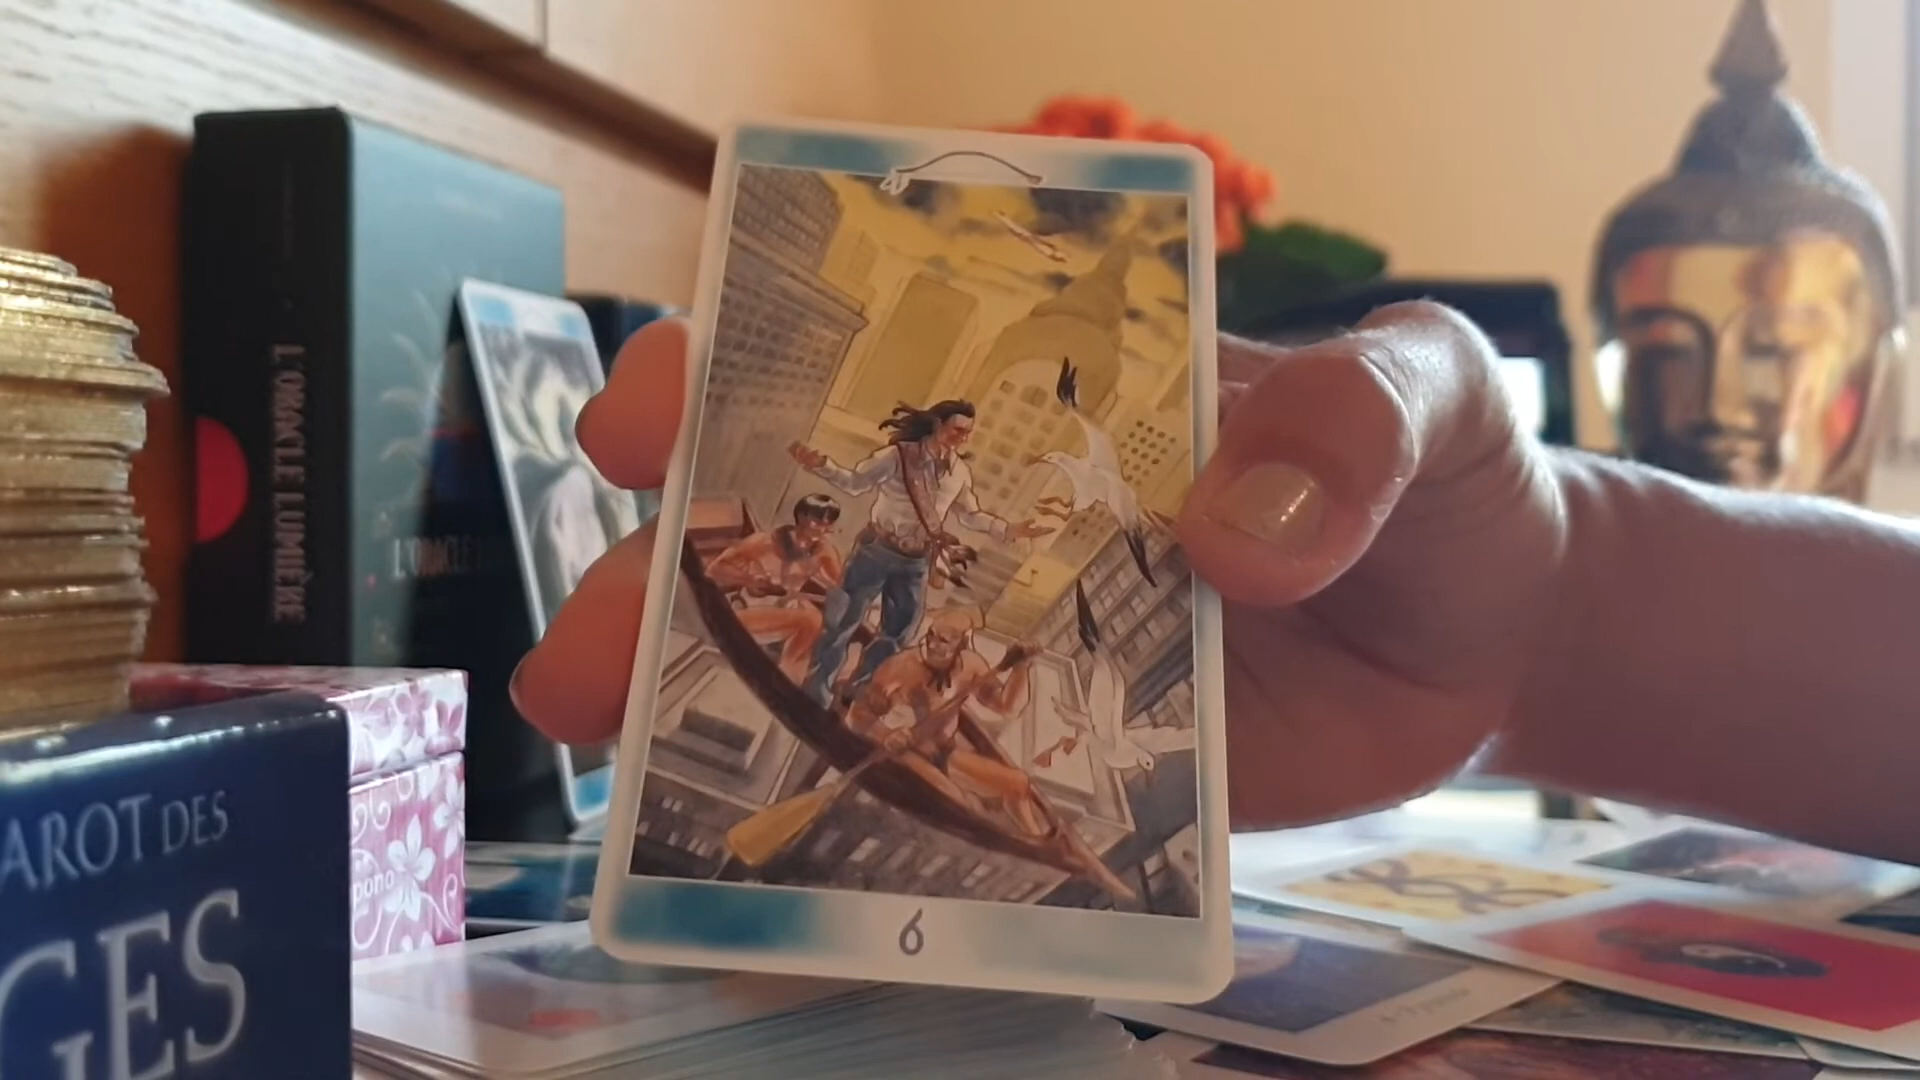 L'ORACLE LUMIÈRE
L'ORACLE
6
AROT DES
GES
pono